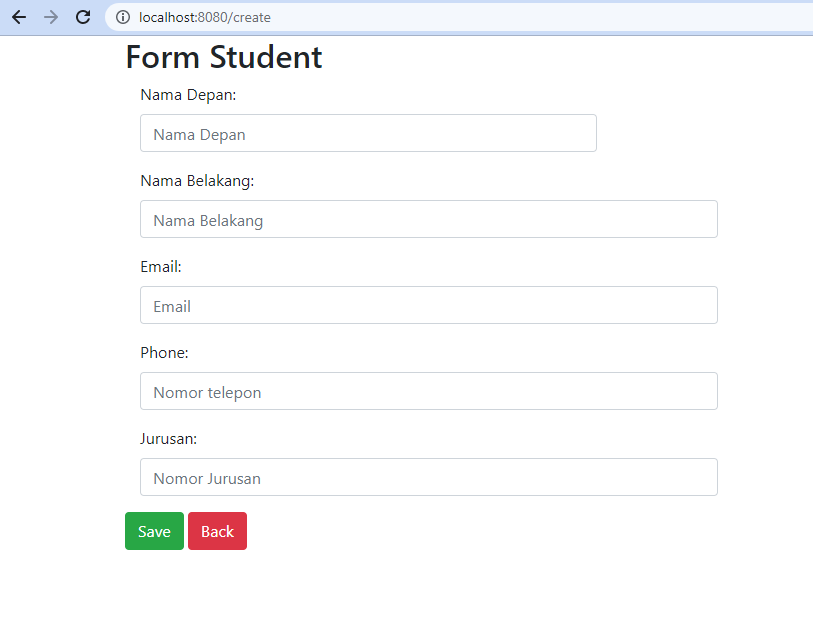 localhost:8080/create
Form Student
Nama Depan:
Nama Depan
Nama Belakang:
Nama Belakang
Email:
Email
Phone:
Nomor telepon
Jurusan:
Nomor Jurusan
Save Back